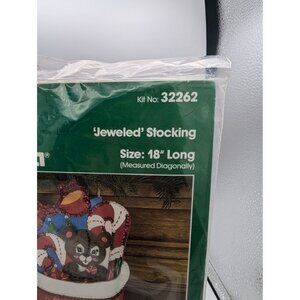 Kit No: 32262
'Jeweled' Stocking
Size: 18" Long
(Measured Diagonally)